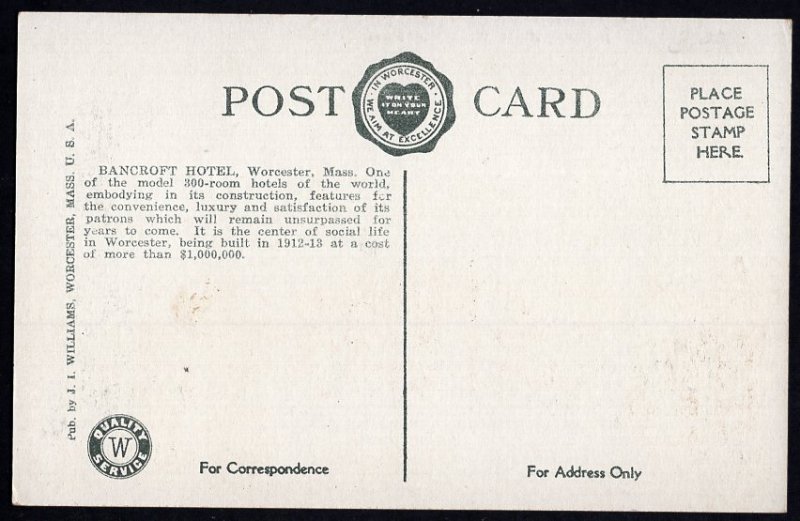 POST CARD
· IN WORCESTER ·
WE AIM AT EXCELLENCE
WRITE
IT ON YOUR
HEART
PLACE
POSTAGE
STAMP
HERE.
BANCROFT HOTEL, Worcester, Mass. One
of the model 300-room hotels of the world,
embodying in its construction, features for
the convenience, luxury and satisfaction of its
patrons which will remain unsurpassed for
years to come. It is the center of social life
in Worcester, being built in 1912-13 at a cost
of more than $1,000,000.
Pub. by J. I. WILLIAMS, WORCESTER, MASS. U. S. A.
QUALITY
W
SERVICE
For Correspondence
For Address Only